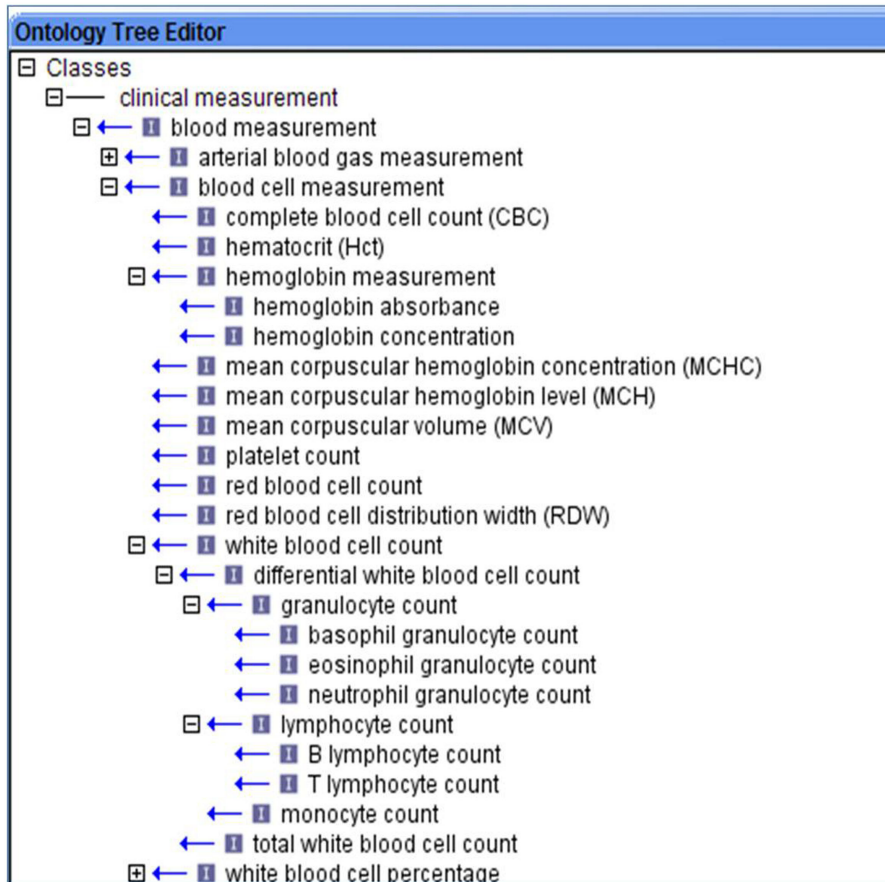 Ontology Tree Editor
Classes
clinical measurement
I blood measurement
I arterial blood gas measurement
I blood cell measurement
I complete blood cell count (CBC)
I hematocrit (Hct)
I hemoglobin measurement
I hemoglobin absorbance
I hemoglobin concentration
I mean corpuscular hemoglobin concentration (MCHC)
I mean corpuscular hemoglobin level (MCH)
I mean corpuscular volume (MCV)
I platelet count
I red blood cell count
I red blood cell distribution width (RDW)
I white blood cell count
I differential white blood cell count
I granulocyte count
I basophil granulocyte count
I eosinophil granulocyte count
I neutrophil granulocyte count
I lymphocyte count
I B lymphocyte count
I T lymphocyte count
I monocyte count
I total white blood cell count
I white blood cell percentage